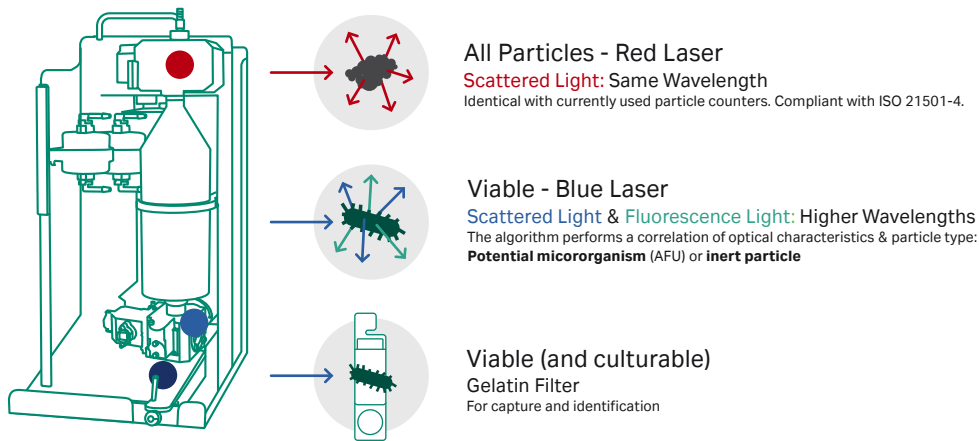 All Particles - Red Laser
Scattered Light: Same Wavelength
Identical with currently used particle counters. Compliant with ISO 21501-4.
Viable - Blue Laser
Scattered Light & Fluorescence Light: Higher Wavelengths
The algorithm performs a correlation of optical characteristics & particle type:
Potential micororganism (AFU) or inert particle
Viable (and culturable)
Gelatin Filter
For capture and identification